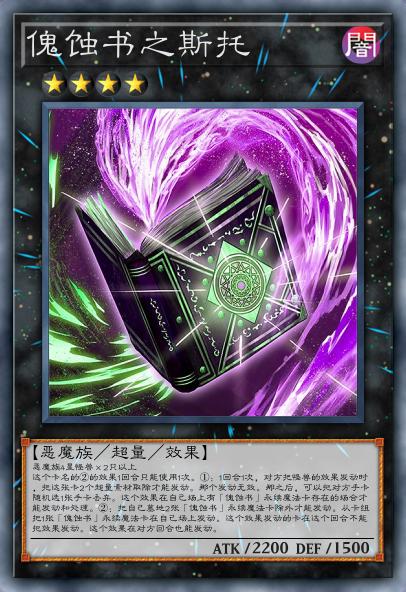 傀蚀书之斯托
闇
【恶魔族／超量／效果】
恶魔族4星怪兽×2只以上
这个卡名的②的效果1回合只能使用1次。①：1回合1次，对方把怪兽的效果发动时
，把这张卡2个超量素材取除才能发动。那个发动无效。那之后，可以把对方手卡
随机选1张手卡丢弃。这个效果在自己场上有「傀蚀书」永续魔法卡存在的场合才
能发动和处理。②：把自己墓地2张「傀蚀书」永续魔法卡除外才能发动。从卡组
把1张「傀蚀书」永续魔法卡在自己场上发动。这个效果发动的卡在这个回合不能
把效果发动。这个效果在对方回合也能发动。
ATK/2200 DEF/1500